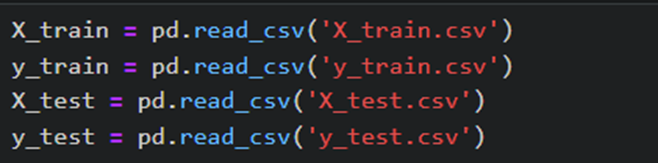 X_train = pd.read_csv('X_train.csv')
y_train = pd.read_csv('y_train.csv')
X_test = pd.read_csv('X_test.csv')
y_test = pd.read_csv('y_test.csv')